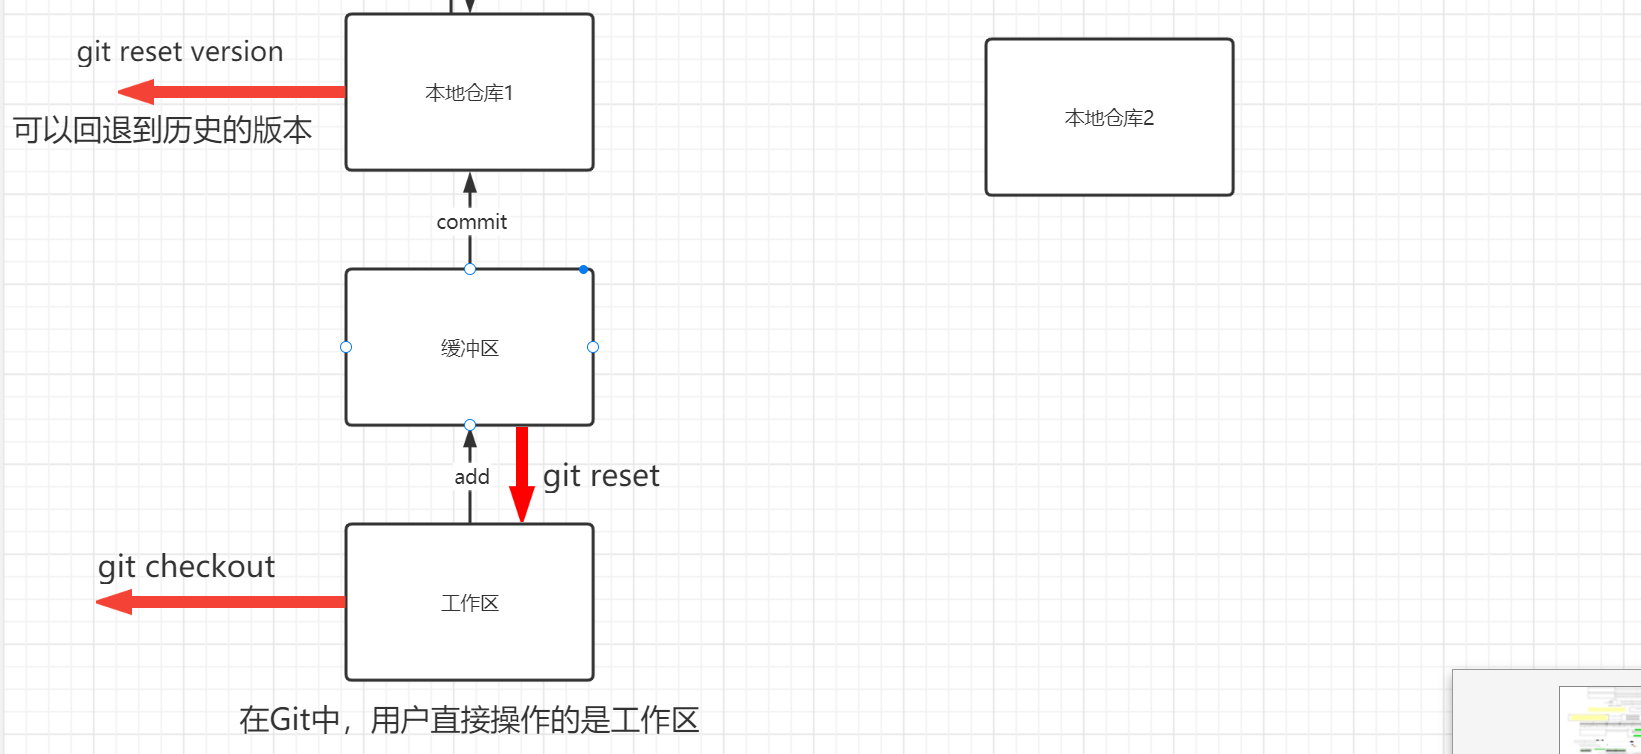 git reset version
可以回退到历史的版本
本地仓库1
本地仓库2
commit
缓冲区
add
git reset
git checkout
工作区
在Git中，用户直接操作的是工作区